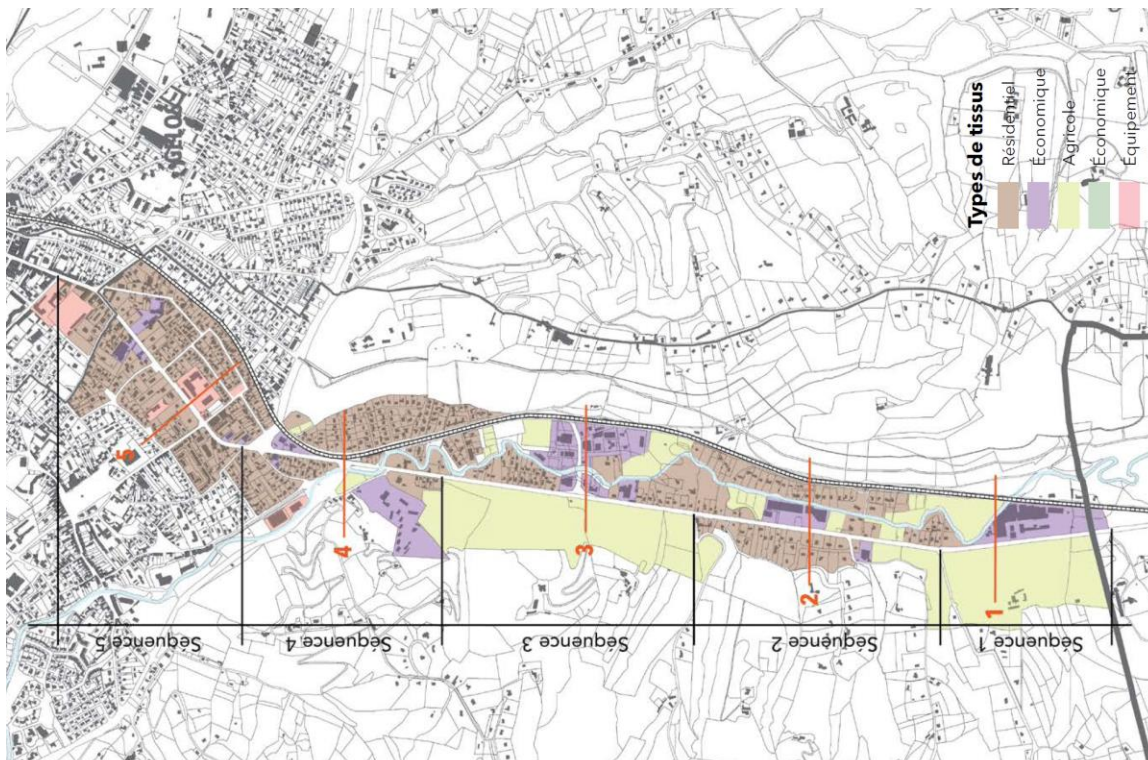 Types de tissus
Résidentiel
Économique
Agricole
Économique
Équipement
Séquence 5
Séquence 4
Séquence 3
Séquence 2
Séquence 1
5
4
3
2
1